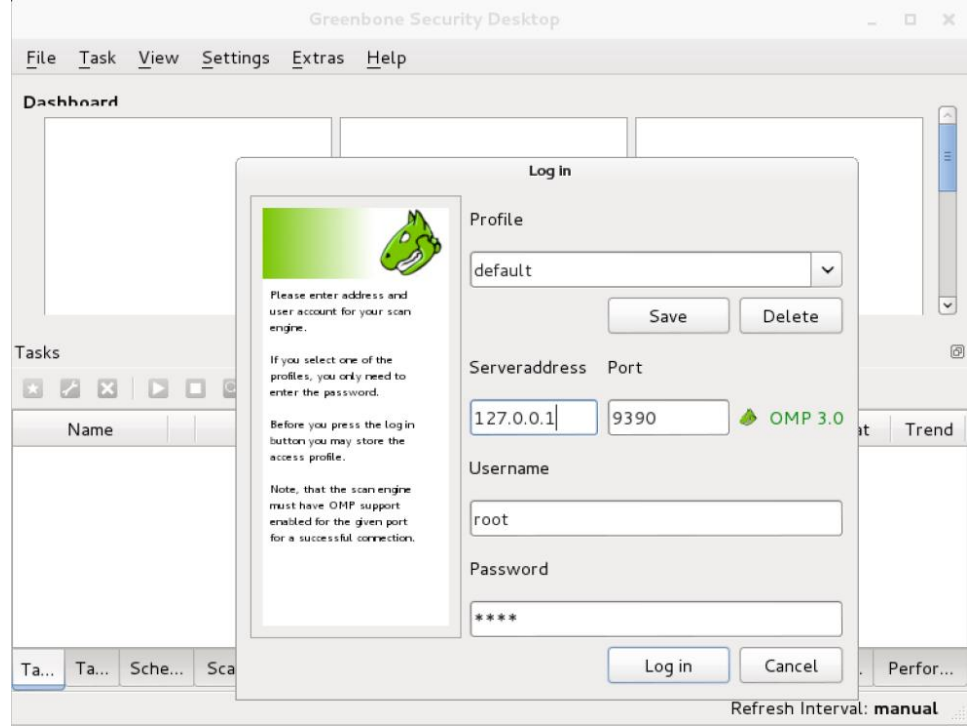 Greenbone Security Desktop
File Task View Settings Extras Help
Dashboard
Log in
Profile
default
Save Delete
Please enter address and
user account for your scan
engine.
If you select one of the
profiles, you only need to
enter the password.
Before you press the log in
button you may store the
access profile.
Note, that the scan engine
must have OMP support
enabled for the given port
for a successful connection.
Serveraddress Port
127.0.0.1 9390 OMP 3.0
Username
root
Password
****
Log in Cancel
Tasks
Name at Trend
Ta... Ta... Sche... Sca . Perfor...
Refresh Interval: manual